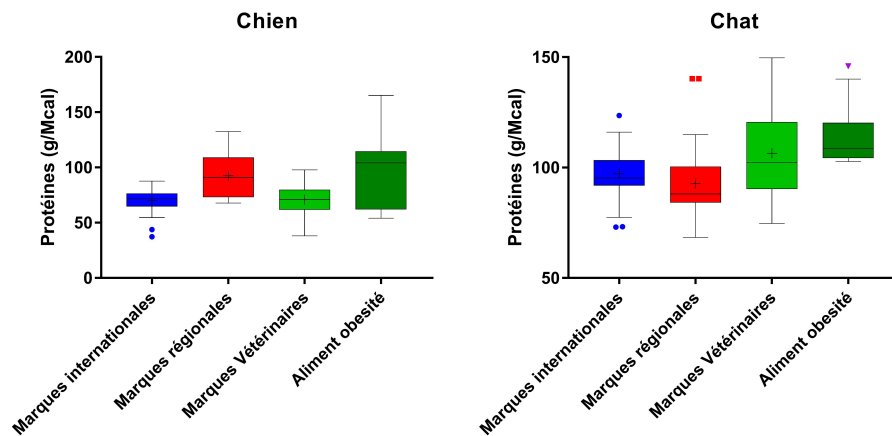 Chien
Protéines (g/Mcal)
200
150
100
50
0
Marques internationales
Marques régionales
Marques Vétérinaires
Aliment obesité
Chat
Protéines (g/Mcal)
150
100
50
Marques internationales
Marques régionales
Marques Vétérinaires
Aliment obesité